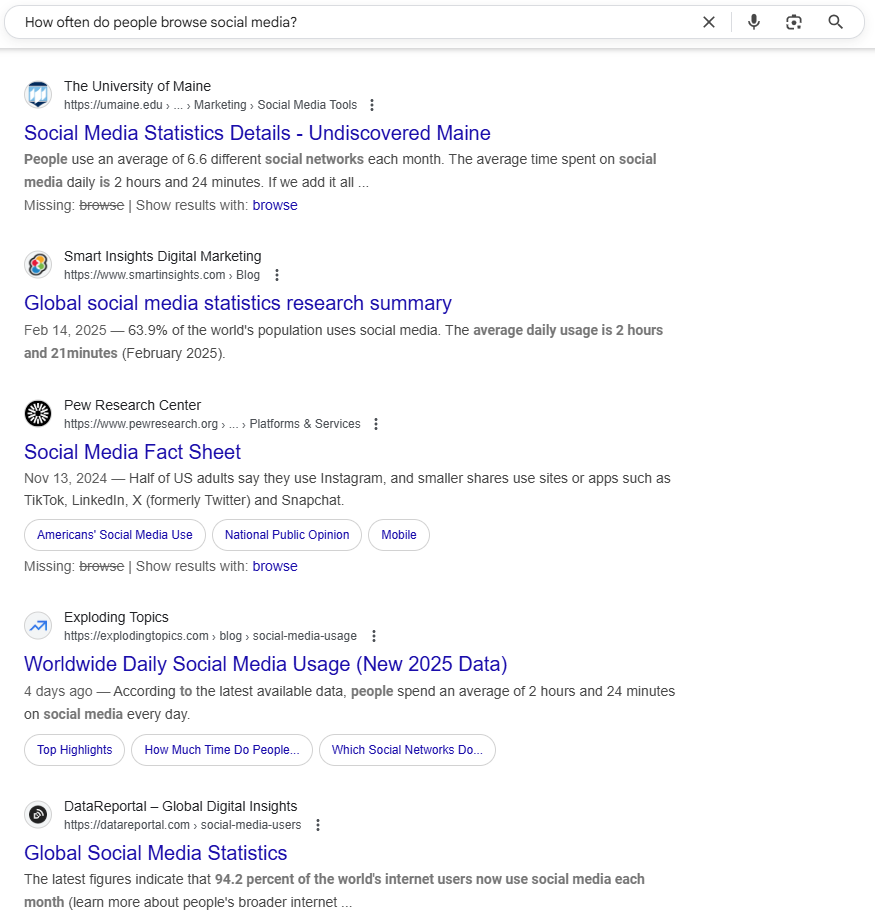 How often do people browse social media?
The University of Maine
https://umaine.edu › ... › Marketing › Social Media Tools
Social Media Statistics Details - Undiscovered Maine
People use an average of 6.6 different social networks each month. The average time spent on social
media daily is 2 hours and 24 minutes. If we add it all ...
Missing: browse | Show results with: browse
Smart Insights Digital Marketing
https://www.smartinsights.com › Blog
Global social media statistics research summary
Feb 14, 2025 — 63.9% of the world's population uses social media. The average daily usage is 2 hours
and 21minutes (February 2025).
Pew Research Center
https://www.pewresearch.org › ... › Platforms & Services
Social Media Fact Sheet
Nov 13, 2024 — Half of US adults say they use Instagram, and smaller shares use sites or apps such as
TikTok, LinkedIn, X (formerly Twitter) and Snapchat.
Americans' Social Media Use National Public Opinion Mobile
Missing: browse | Show results with: browse
Exploding Topics
https://explodingtopics.com › blog › social-media-usage
Worldwide Daily Social Media Usage (New 2025 Data)
4 days ago — According to the latest available data, people spend an average of 2 hours and 24 minutes
on social media every day.
Top Highlights How Much Time Do People... Which Social Networks Do...
DataReportal – Global Digital Insights
https://datareportal.com › social-media-users
Global Social Media Statistics
The latest figures indicate that 94.2 percent of the world's internet users now use social media each
month (learn more about people's broader internet ...